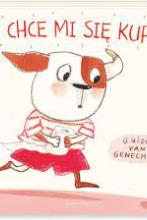 CHCE MI SIĘ KUP
GUIDO
VAN
GENECH